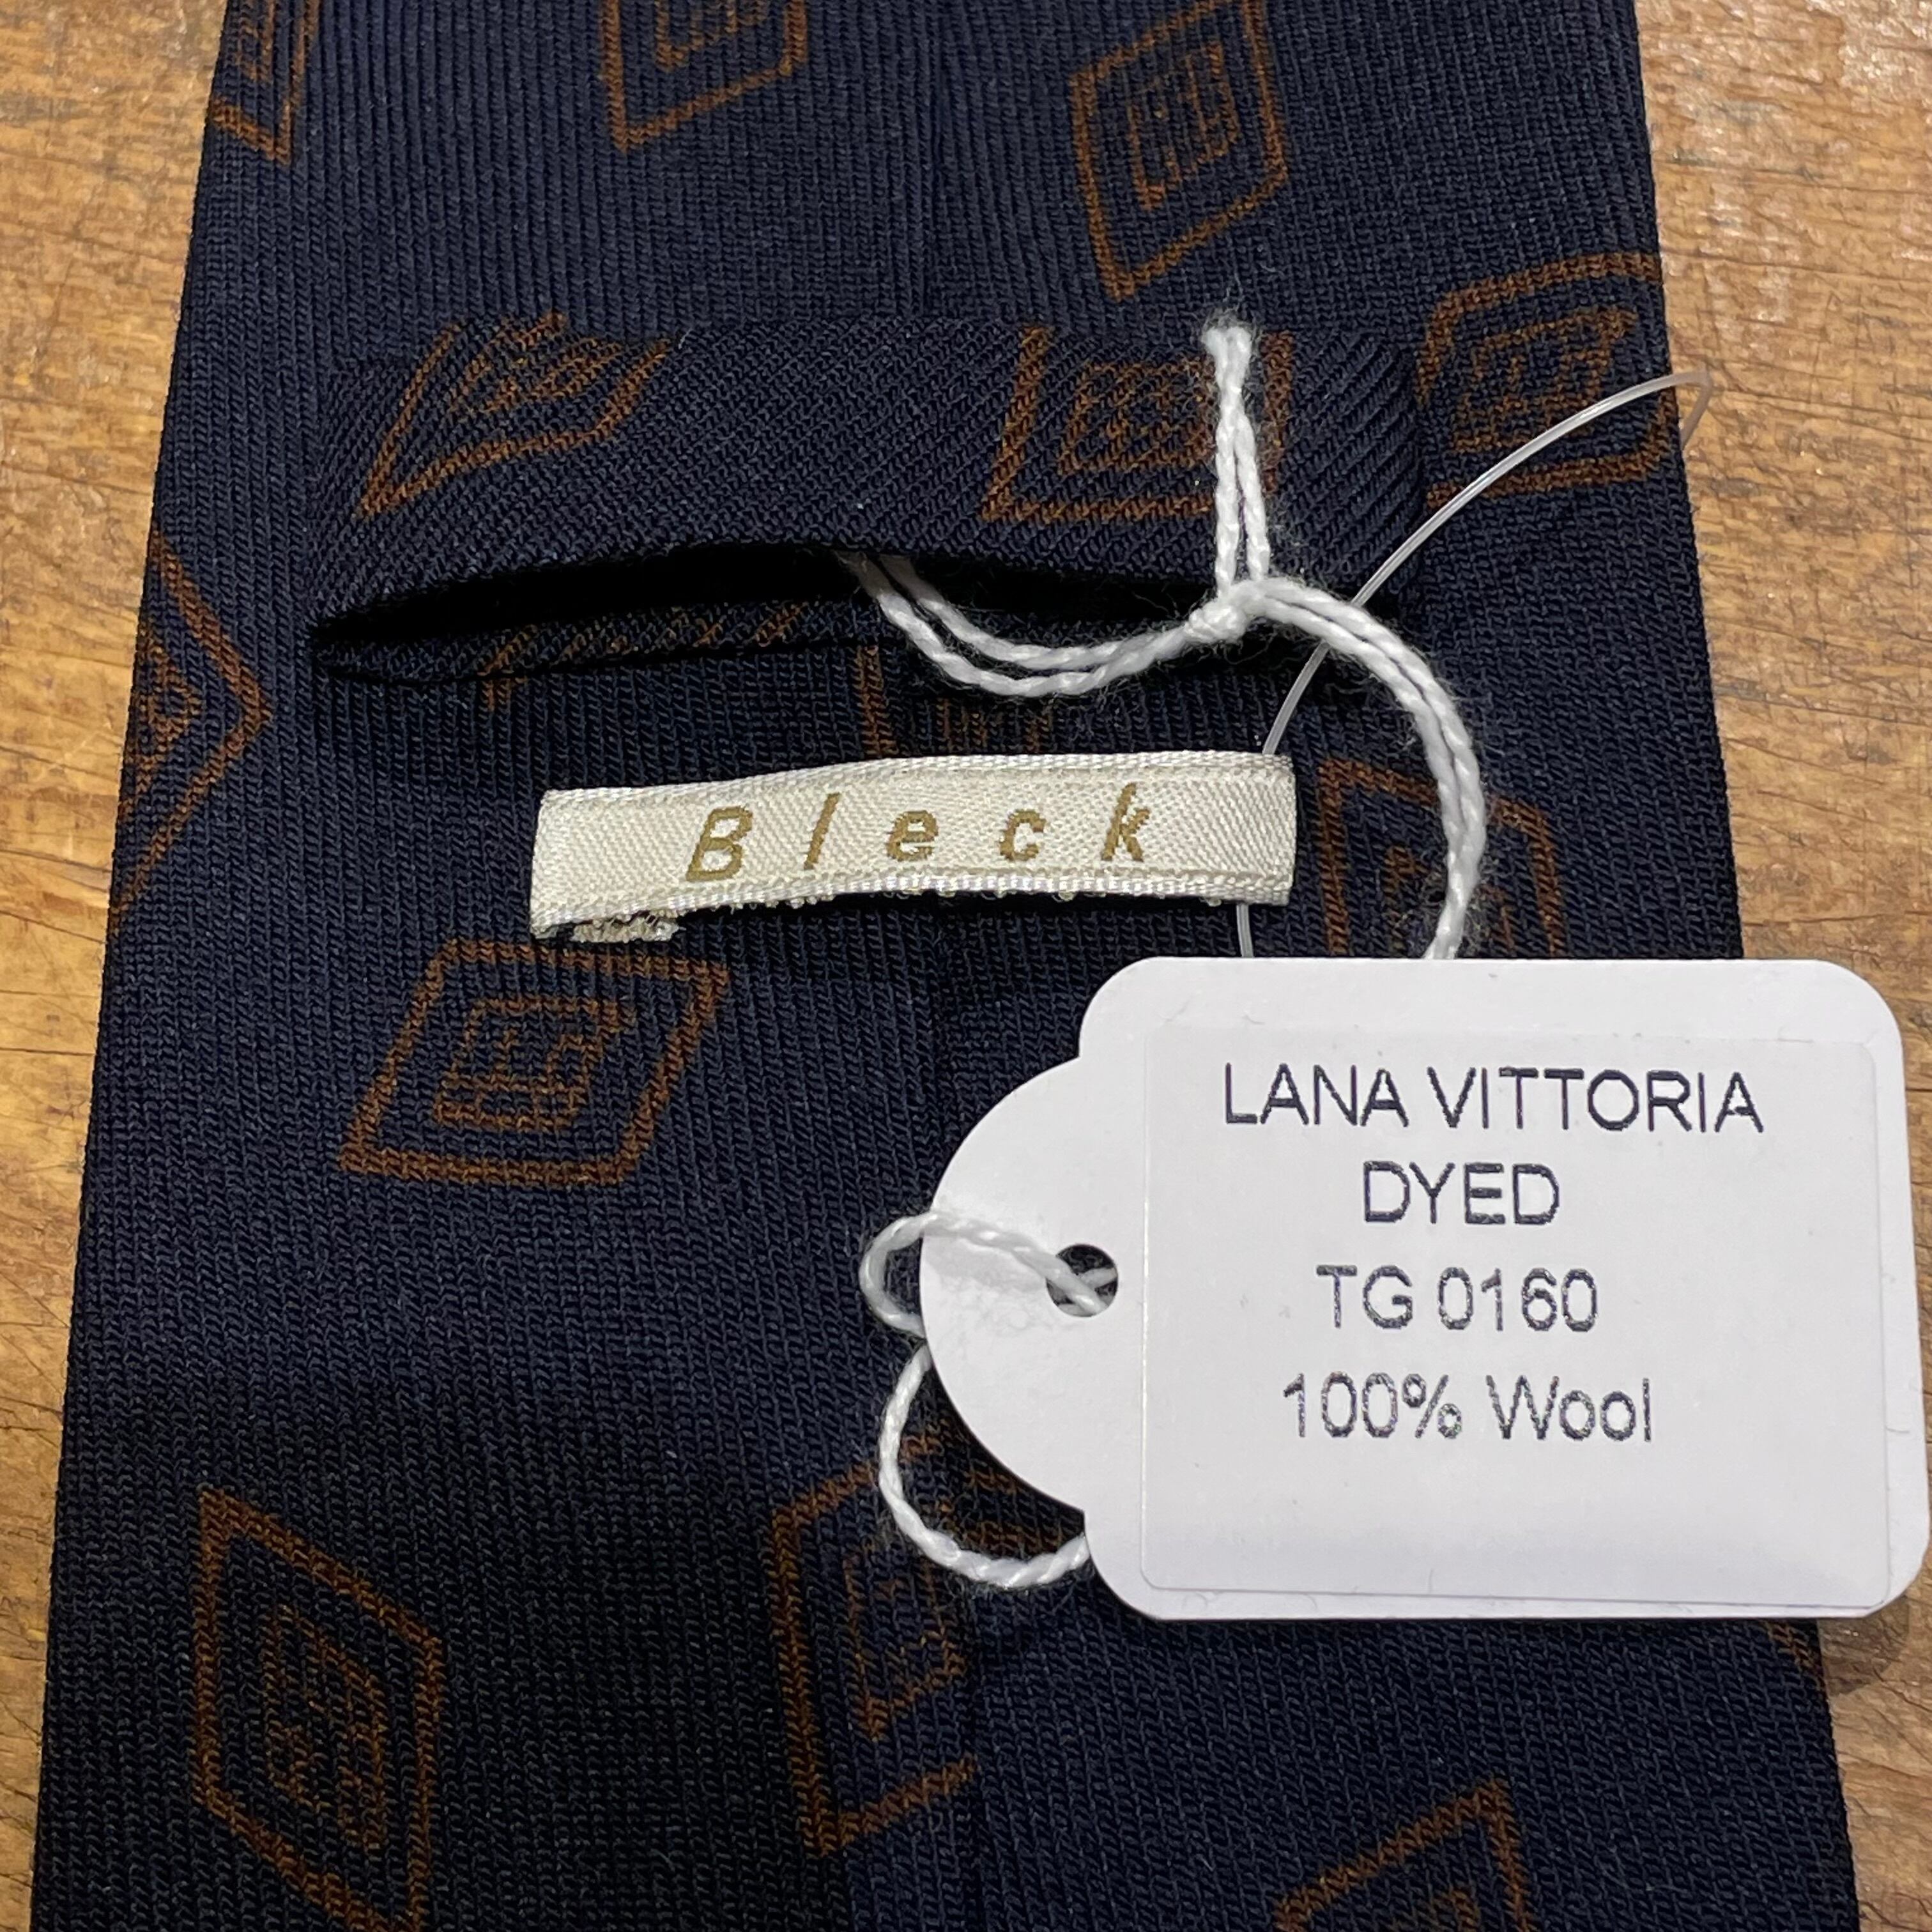 Bleck
LANA VITTORIA
DYED
TG 0160
100% Wool